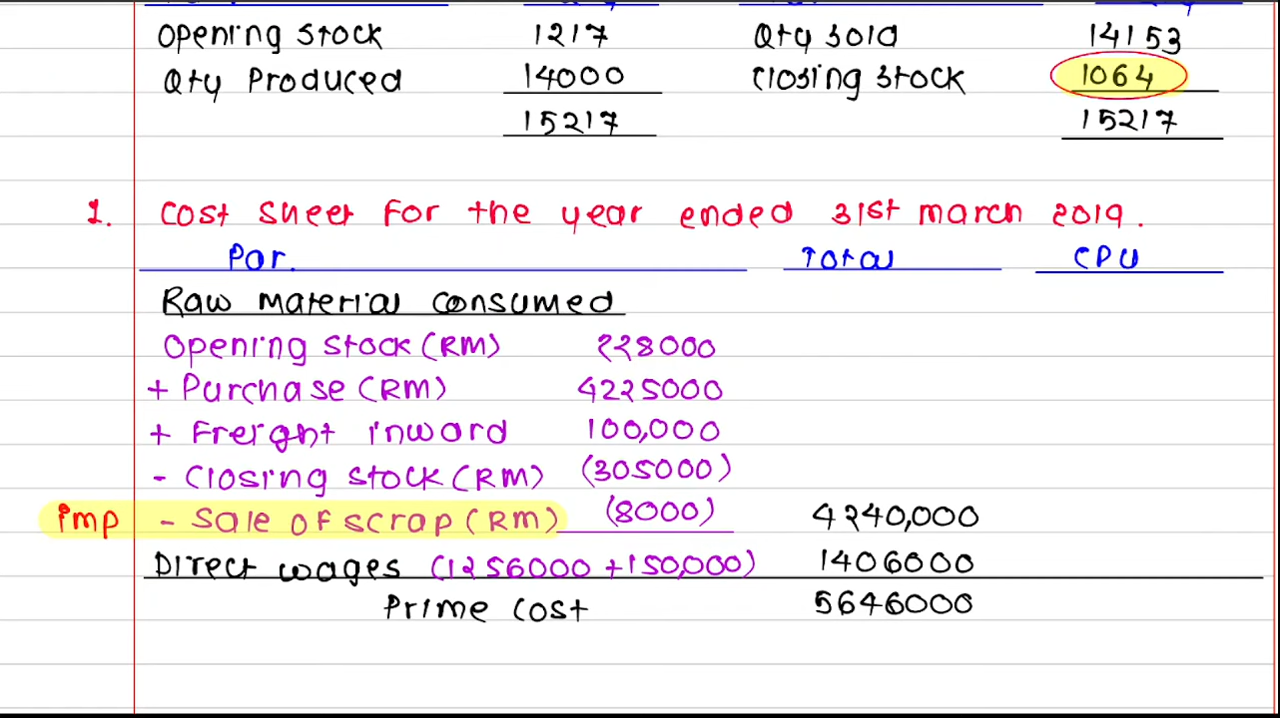 Opening Stock 1217 Qty Sold 14153
Qty Produced 14000 Closing Stock 1064
15217 15217
1. Cost Sheet For the year ended 31st march 2019.
Par. Total CPU
Raw material consumed
Opening Stock (RM) 228000
+ Purchase (RM) 4225000
+ Freight inward 100,000
- Closing Stock (RM) (305000)
imp - Sale of scrap (RM) (8000) 4240,000
Direct wages (1256000 + 150,000) 1406000
Prime Cost 5646000